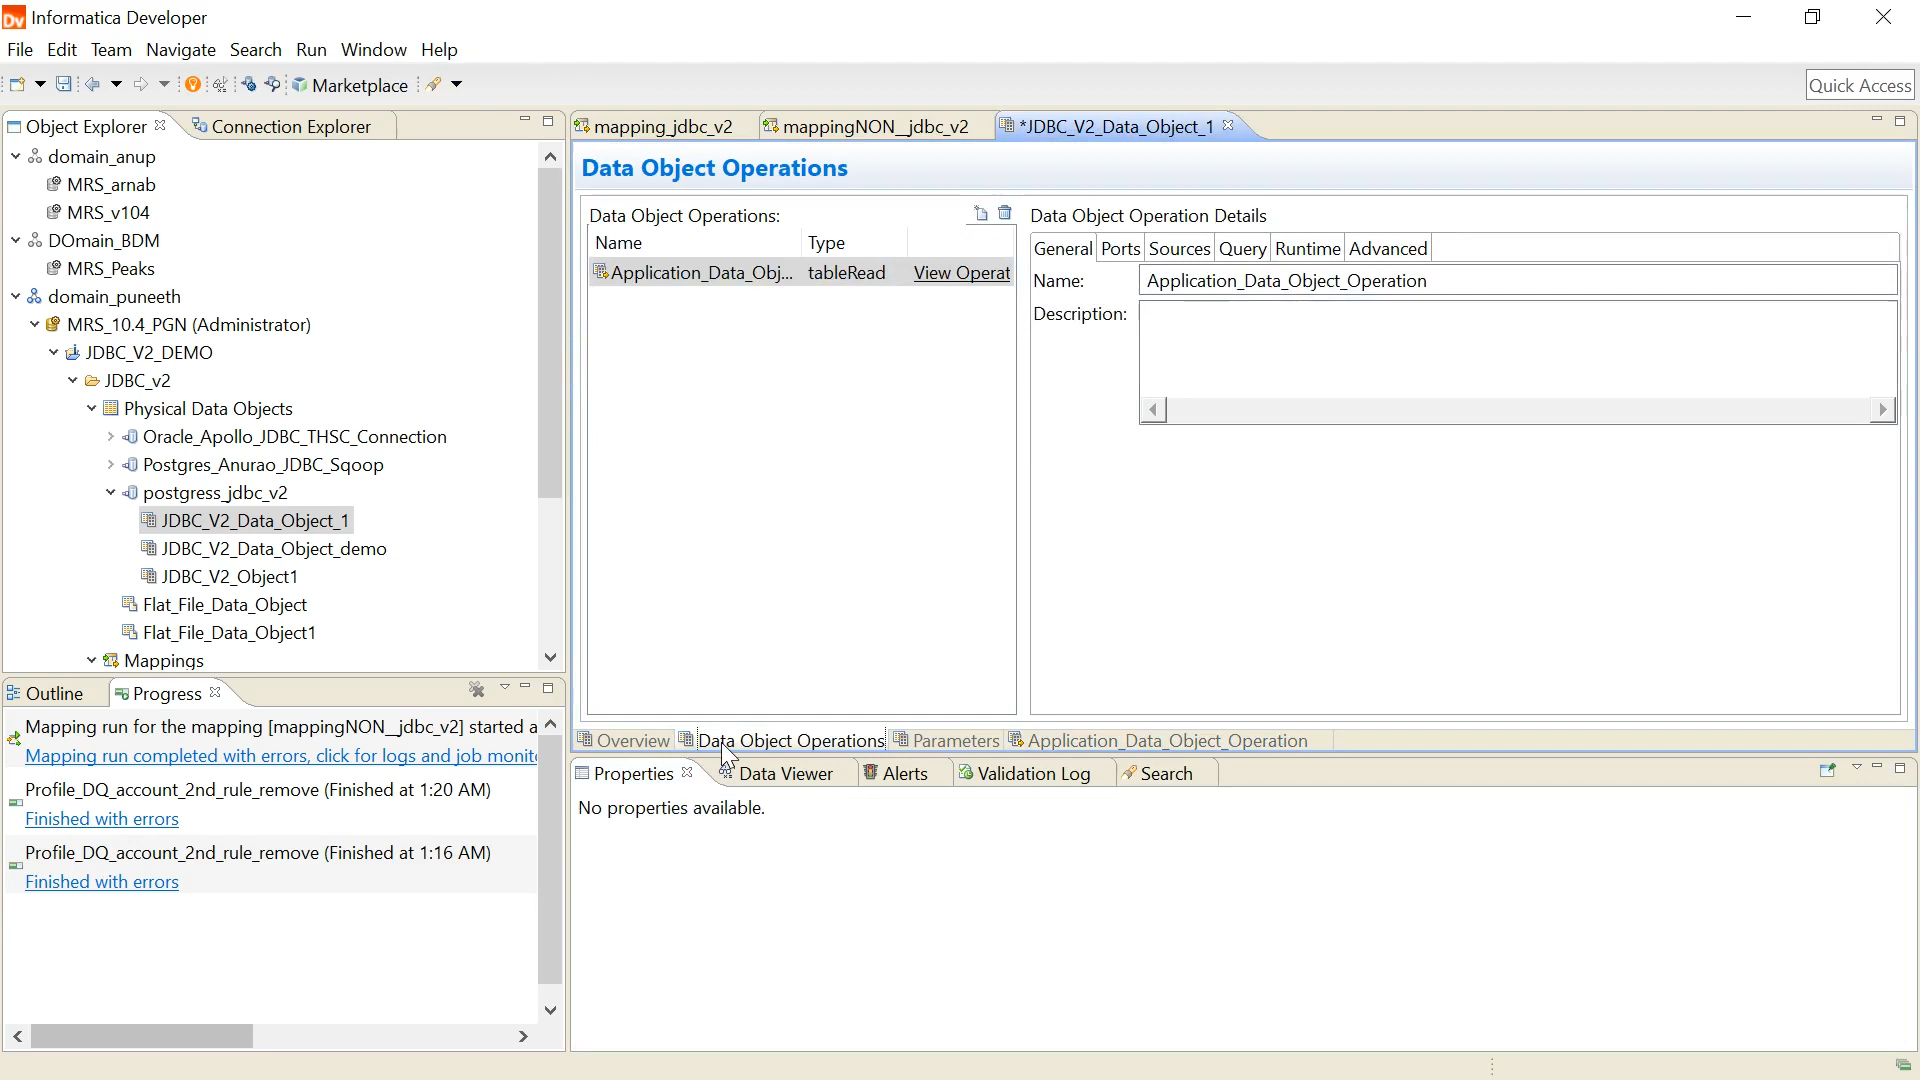 Dv Informatica Developer
File Edit Team Navigate Search Run Window Help
Marketplace
Quick Access
Object Explorer
Connection Explorer
domain_anup
MRS_arnab
MRS_v104
DOmain_BDM
MRS_Peaks
domain_puneeth
MRS_10.4_PGN (Administrator)
JDBC_V2_DEMO
JDBC_v2
Physical Data Objects
Oracle_Apollo_JDBC_THSC_Connection
Postgres_Anurao_JDBC_Sqoop
postgress_jdbc_v2
JDBC_V2_Data_Object_1
JDBC_V2_Data_Object_demo
JDBC_V2_Object1
Flat_File_Data_Object
Flat_File_Data_Object1
Mappings
Outline
Progress
Mapping run for the mapping [mappingNON__jdbc_v2] started a
Mapping run completed with errors, click for logs and job monito
Profile_DQ_account_2nd_rule_remove (Finished at 1:20 AM)
Finished with errors
Profile_DQ_account_2nd_rule_remove (Finished at 1:16 AM)
Finished with errors
mapping_jdbc_v2
mappingNON__jdbc_v2
*JDBC_V2_Data_Object_1
Data Object Operations
Data Object Operations:
Name Type
Application_Data_Obj... tableRead View Operat
Data Object Operation Details
General Ports Sources Query Runtime Advanced
Name: Application_Data_Object_Operation
Description:
Overview Data Object Operations Parameters Application_Data_Object_Operation
Properties Data Viewer Alerts Validation Log Search
No properties available.